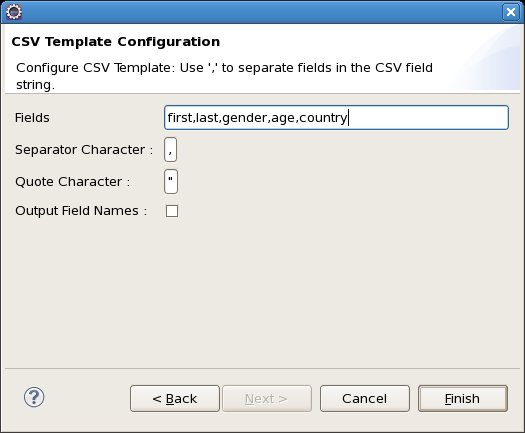 CSV Template Configuration
Configure CSV Template: Use ',' to separate fields in the CSV field
string.
Fields first,last,gender,age,country
Separator Character : ,
Quote Character : "
Output Field Names :
? < Back Next > Cancel Finish